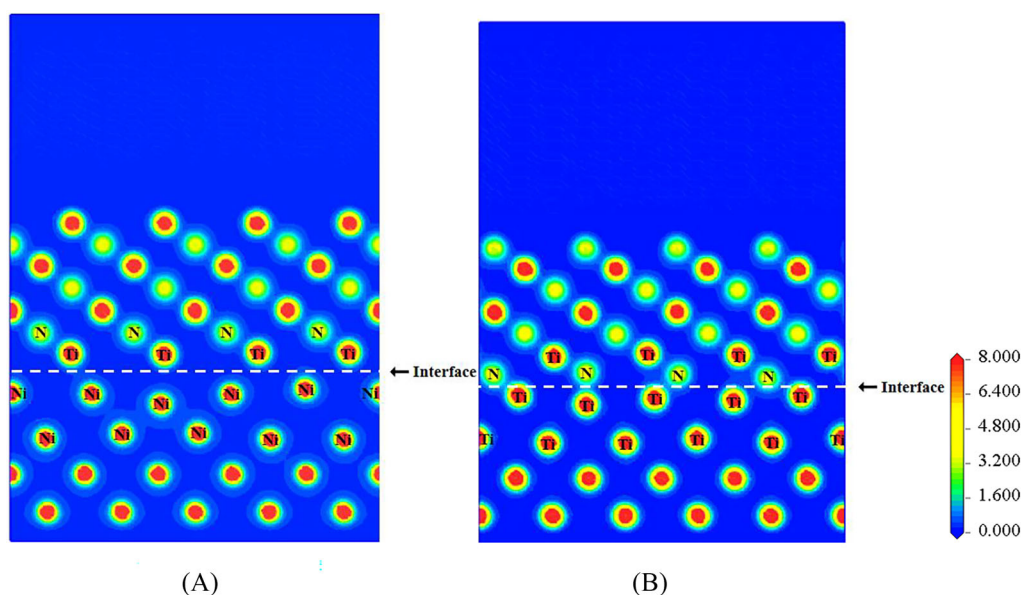 N N N N
Ti Ti Ti Ti
Interface
Ni Ni Ni Ni Ni Ni
Ni Ni Ni Ni Ni
(A)
Ti Ti Ti Ti
N N N N
Interface
Ti Ti Ti Ti Ti
Ti Ti Ti Ti Ti Ti
(B)
8.000
6.400
4.800
3.200
1.600
0.000